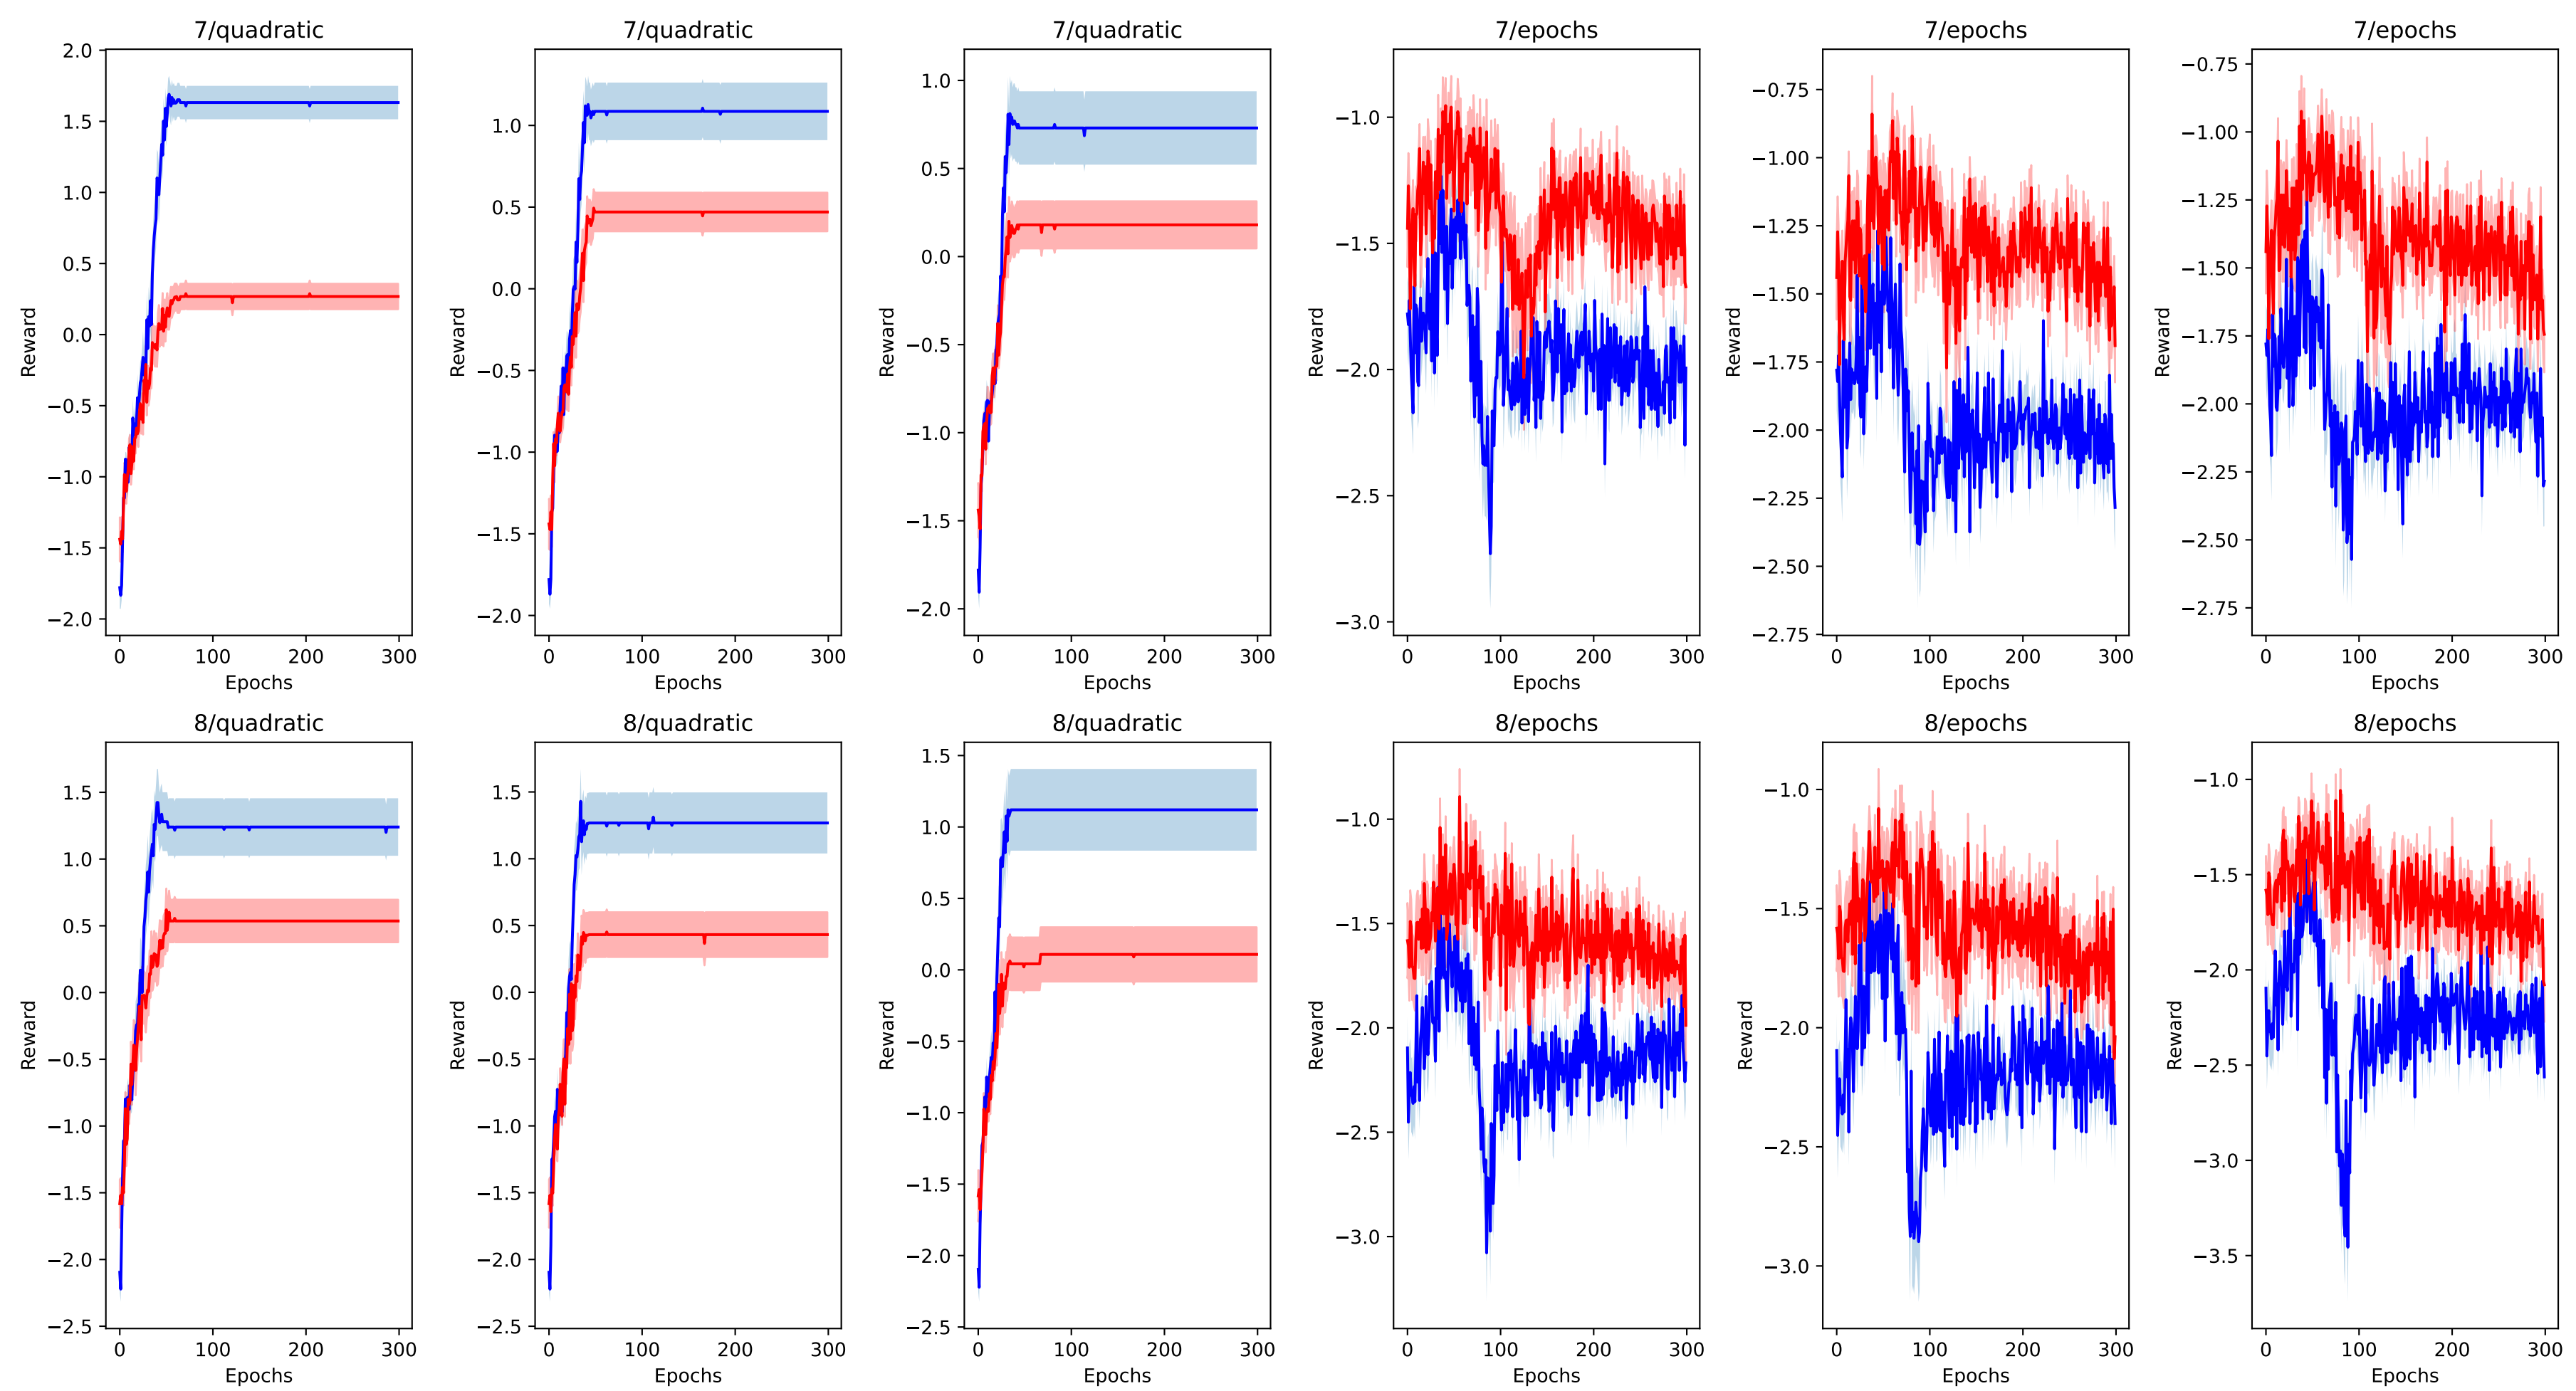 7/quadratic 7/quadratic 7/quadratic 7/epochs 7/epochs 7/epochs
Reward
2.0
1.5
1.0
0.5
0.0
−0.5
−1.0
−1.5
−2.0
0 100 200 300
Epochs
Reward
1.0
0.5
0.0
−0.5
−1.0
−1.5
−2.0
0 100 200 300
Epochs
Reward
1.0
0.5
0.0
−0.5
−1.0
−1.5
−2.0
0 100 200 300
Epochs
Reward
−1.0
−1.5
−2.0
−2.5
−3.0
0 100 200 300
Epochs
Reward
−0.75
−1.00
−1.25
−1.50
−1.75
−2.00
−2.25
−2.50
−2.75
0 100 200 300
Epochs
Reward
−0.75
−1.00
−1.25
−1.50
−1.75
−2.00
−2.25
−2.50
−2.75
0 100 200 300
Epochs
8/quadratic 8/quadratic 8/quadratic 8/epochs 8/epochs 8/epochs
Reward
1.5
1.0
0.5
0.0
−0.5
−1.0
−1.5
−2.0
−2.5
0 100 200 300
Epochs
Reward
1.5
1.0
0.5
0.0
−0.5
−1.0
−1.5
−2.0
−2.5
0 100 200 300
Epochs
Reward
1.5
1.0
0.5
0.0
−0.5
−1.0
−1.5
−2.0
−2.5
0 100 200 300
Epochs
Reward
−1.0
−1.5
−2.0
−2.5
−3.0
0 100 200 300
Epochs
Reward
−1.0
−1.5
−2.0
−2.5
−3.0
0 100 200 300
Epochs
Reward
−1.0
−1.5
−2.0
−2.5
−3.0
−3.5
0 100 200 300
Epochs